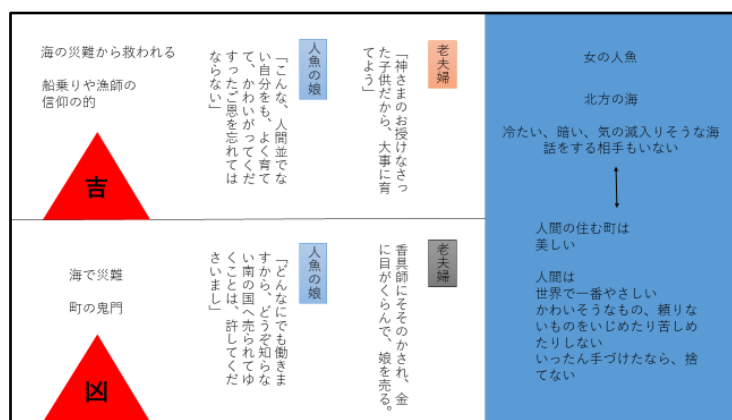 女の人魚
北方の海
冷たい、暗い、気の滅入りそうな海
話をする相手もいない
人間の住む町は
美しい
人間は
世界で一番やさしい
かわいそうなもの、頼りな
いものをいじめたり苦しめ
たりしない
いったん手づけたなら、捨
てない
老夫婦
「神さまのお授けなさっ
た子供だから、大事に育
てよう」
人魚の娘
「こんな、人間並でな
い自分をも、よく育て
て、かわいがってくだ
すったご恩を忘れては
ならない」
海の災難から救われる
船乗りや漁師の
信仰の的
吉
老夫婦
香具師にそそのかされ、金
に目がくらんで、娘を売る。
人魚の娘
「どんなにでも働きま
すから、どうぞ知らな
い南の国へ売られてゆ
くことは、許してくだ
さいまし」
海で災難
町の鬼門
凶